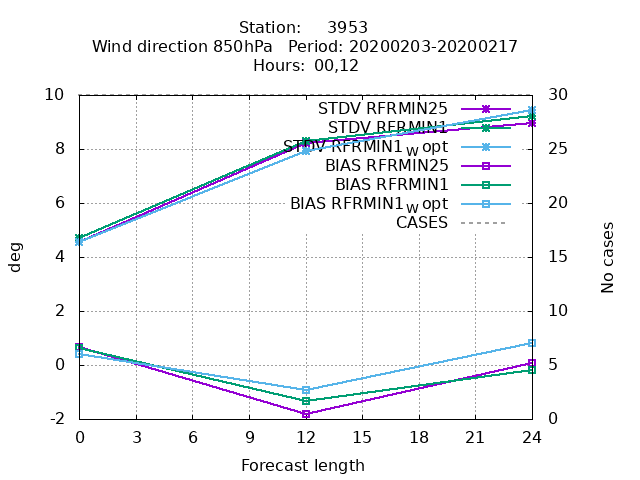 Station: 3953
Wind direction 850hPa Period: 20200203-20200217
Hours: 00,12
10 30
STDV RFRMIN25
STDV RFRMIN1
8 25
STDV RFRMIN1W opt
BIAS RFRMIN25
BIAS RFRMIN1
6 20
BIAS RFRMIN1W opt
CASES
4 15
2 10
0 5
-2 0
deg
No cases
0 3 6 9 12 15 18 21 24
Forecast length